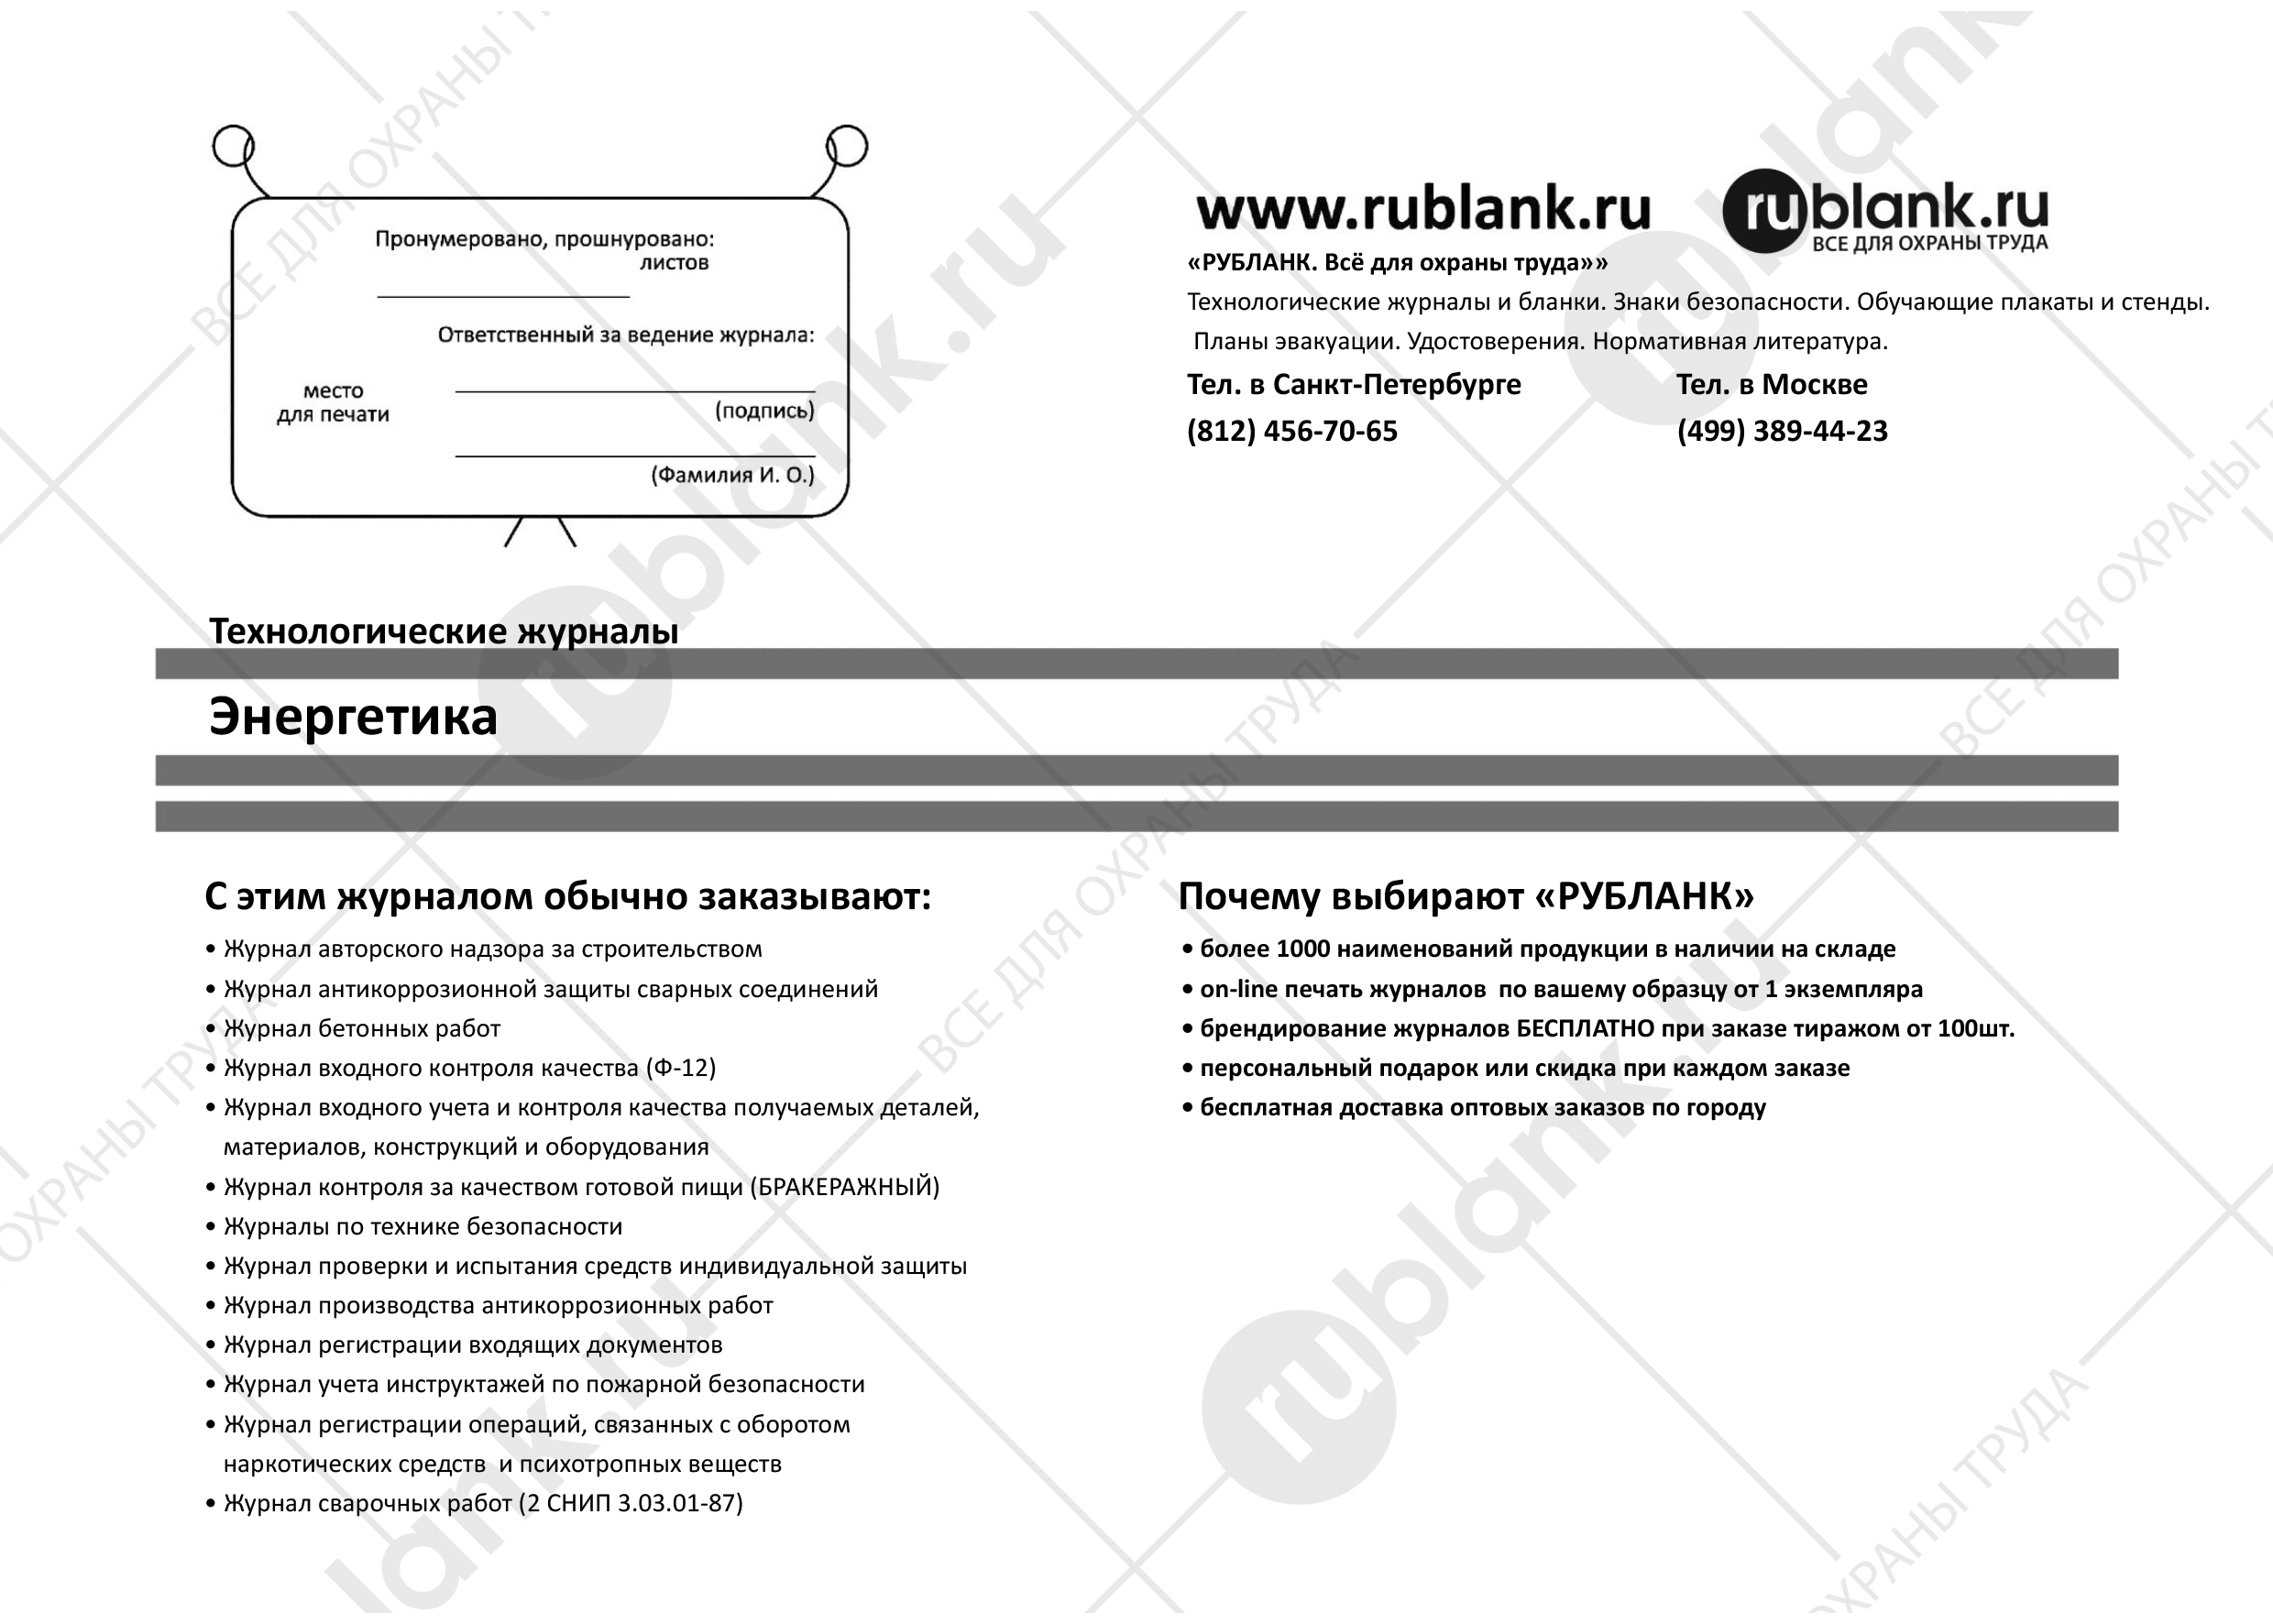 Пронумеровано, прошнуровано:
листов
Ответственный за ведение журнала:
место
для печати
(подпись)
(Фамилия И. О.)
www.rublank.ru
rublank.ru
ВСЕ ДЛЯ ОХРАНЫ ТРУДА
«РУБЛАНК. Всё для охраны труда»»
Технологические журналы и бланки. Знаки безопасности. Обучающие плакаты и стенды.
Планы эвакуации. Удостоверения. Нормативная литература.
Тел. в Санкт-Петербурге
(812) 456-70-65
Тел. в Москве
(499) 389-44-23
Технологические журналы
Энергетика
С этим журналом обычно заказывают:
• Журнал авторского надзора за строительством
• Журнал антикоррозионной защиты сварных соединений
• Журнал бетонных работ
• Журнал входного контроля качества (Ф-12)
• Журнал входного учета и контроля качества получаемых деталей,
материалов, конструкций и оборудования
• Журнал контроля за качеством готовой пищи (БРАКЕРАЖНЫЙ)
• Журналы по технике безопасности
• Журнал проверки и испытания средств индивидуальной защиты
• Журнал производства антикоррозионных работ
• Журнал регистрации входящих документов
• Журнал учета инструктажей по пожарной безопасности
• Журнал регистрации операций, связанных с оборотом
наркотических средств  и психотропных веществ
• Журнал сварочных работ (2 СНИП 3.03.01-87)
Почему выбирают «РУБЛАНК»
• более 1000 наименований продукции в наличии на складе
• on-line печать журналов  по вашему образцу от 1 экземпляра
• брендирование журналов БЕСПЛАТНО при заказе тиражом от 100шт.
• персональный подарок или скидка при каждом заказе
• бесплатная доставка оптовых заказов по городу